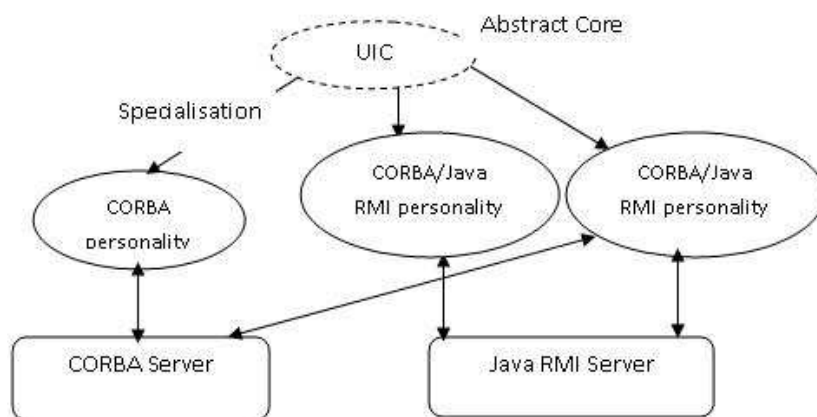 Abstract Core
UIC
Specialisation
CORBA
personality
CORBA/Java
RMI personality
CORBA/Java
RMI personality
CORBA Server
Java RMI Server